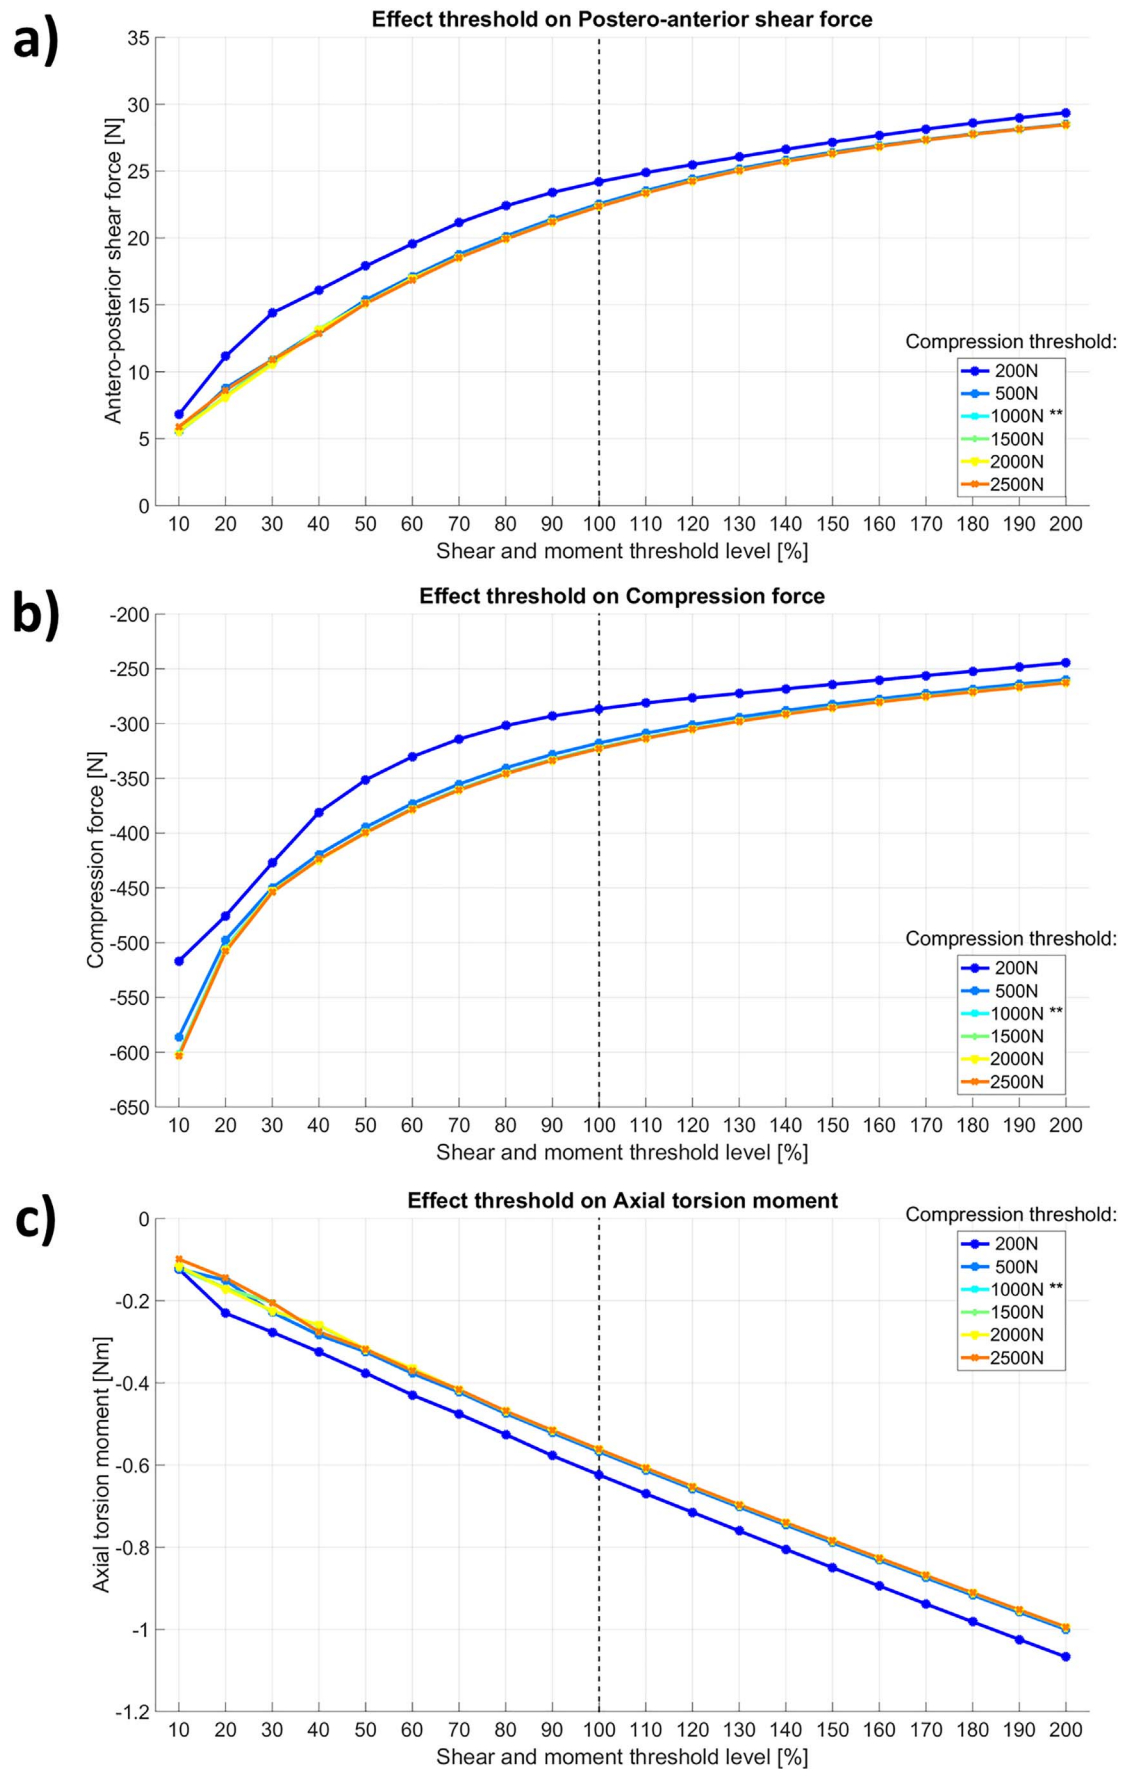 a)
Effect threshold on Postero-anterior shear force
Antero-posterior shear force [N]
35
30
25
20
15
10
5
0
Compression threshold:
200N
500N
1000N **
1500N
2000N
2500N
10 20 30 40 50 60 70 80 90 100 110 120 130 140 150 160 170 180 190 200
Shear and moment threshold level [%]
b)
Effect threshold on Compression force
Compression force [N]
-200
-250
-300
-350
-400
-450
-500
-550
-600
-650
Compression threshold:
200N
500N
1000N **
1500N
2000N
2500N
10 20 30 40 50 60 70 80 90 100 110 120 130 140 150 160 170 180 190 200
Shear and moment threshold level [%]
c)
Effect threshold on Axial torsion moment
Axial torsion moment [Nm]
0
-0.2
-0.4
-0.6
-0.8
-1
-1.2
Compression threshold:
200N
500N
1000N **
1500N
2000N
2500N
10 20 30 40 50 60 70 80 90 100 110 120 130 140 150 160 170 180 190 200
Shear and moment threshold level [%]